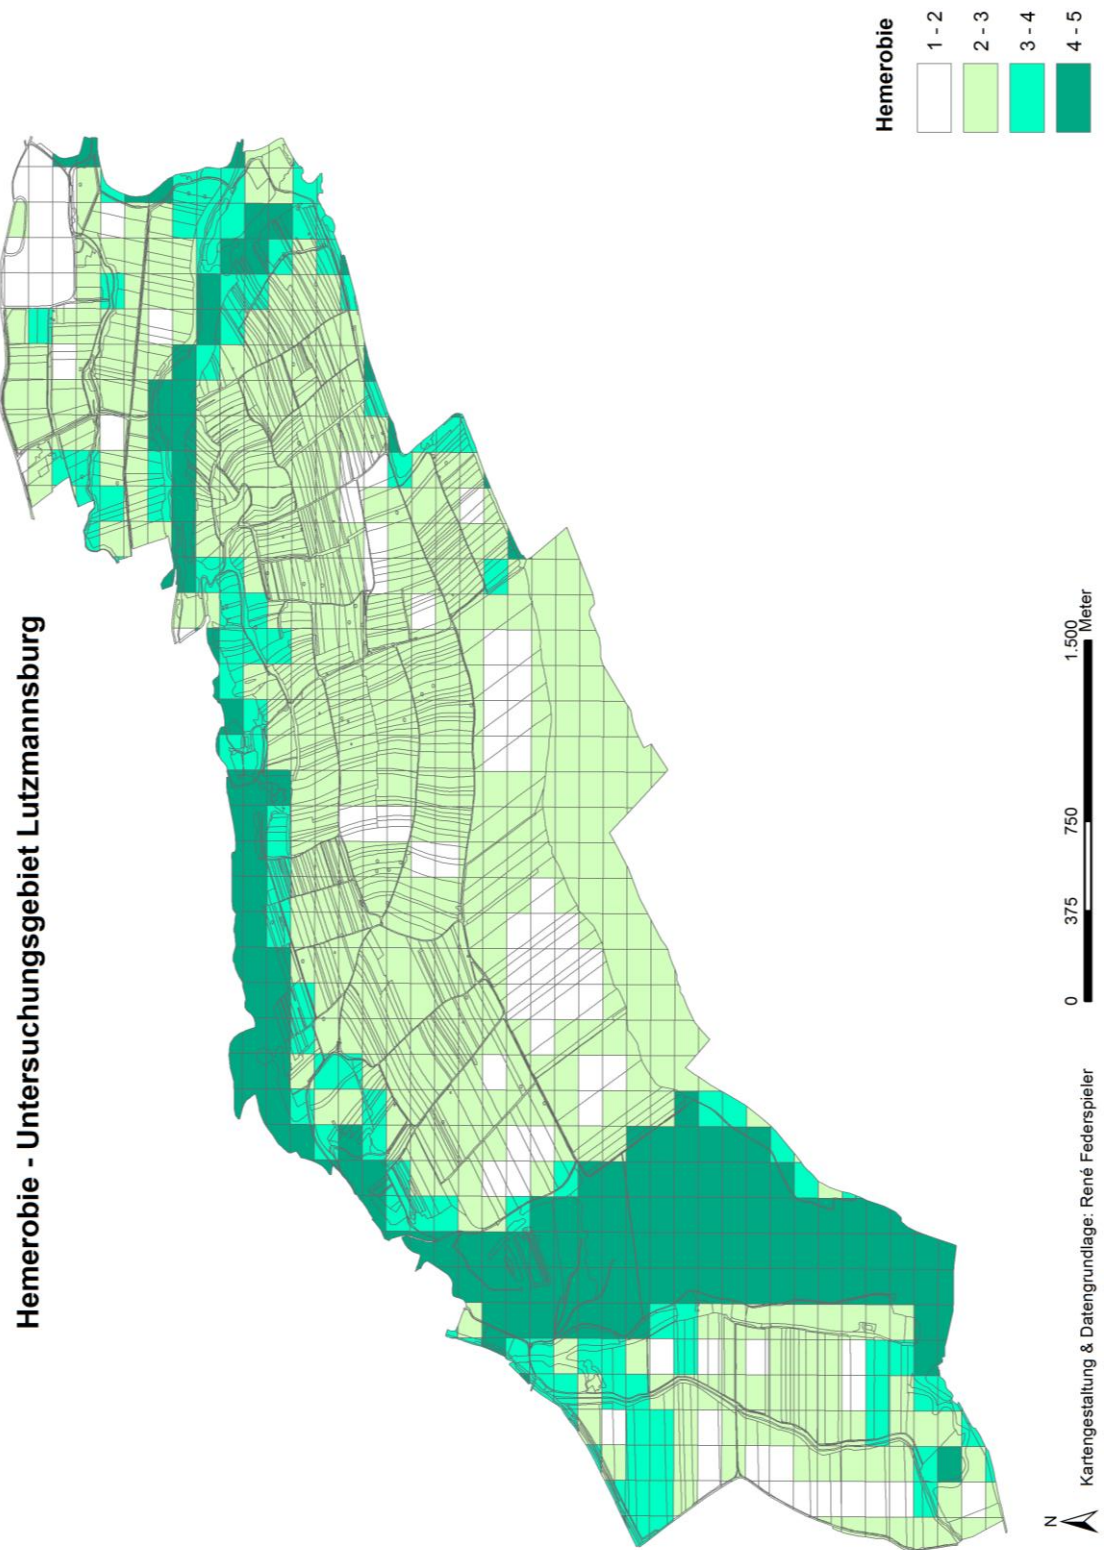 Hemerobie - Untersuchungsgebiet Lutzmannsburg
Hemerobie
1 - 2
2 - 3
3 - 4
4 - 5
N
0 375 750 1.500
Meter
Kartengestaltung & Datengrundlage: René Federspieler